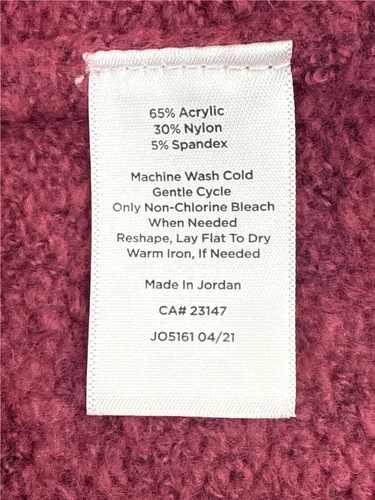 65% Acrylic
30% Nylon
5% Spandex
Machine Wash Cold
Gentle Cycle
Only Non-Chlorine Bleach
When Needed
Reshape, Lay Flat To Dry
Warm Iron, If Needed
Made In Jordan
CA# 23147
JO5161 04/21